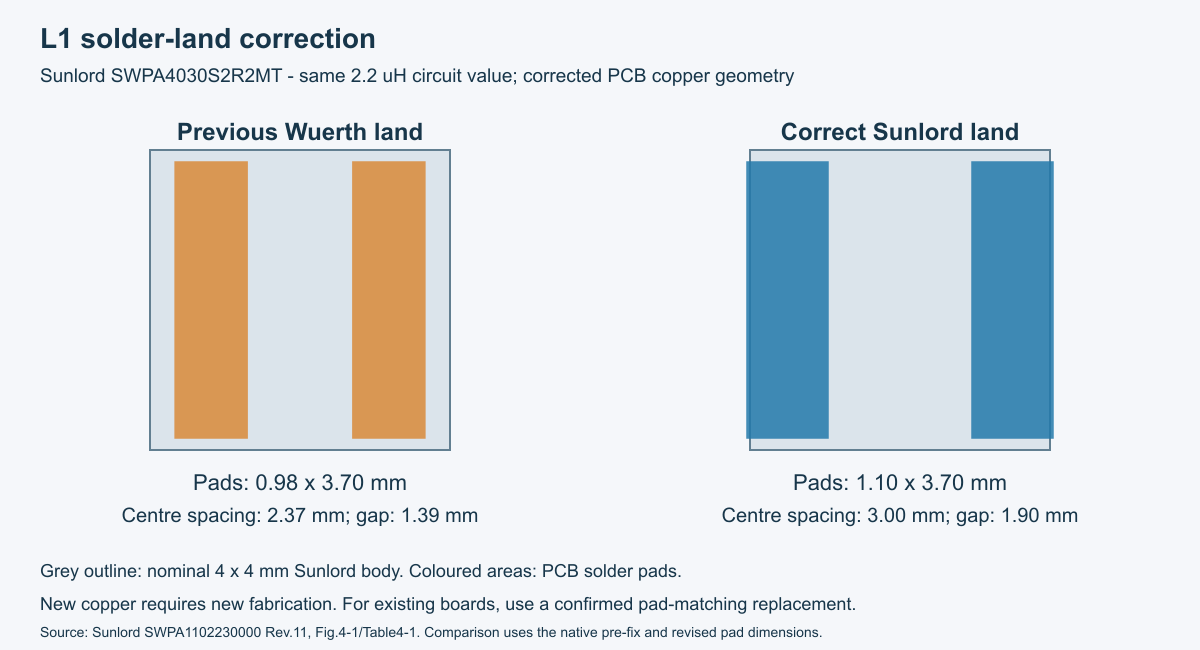 L1 solder-land correction
Sunlord SWPA4030S2R2MT - same 2.2 uH circuit value; corrected PCB copper geometry
Previous Wuerth land
Correct Sunlord land
Pads: 0.98 x 3.70 mm
Pads: 1.10 x 3.70 mm
Centre spacing: 2.37 mm; gap: 1.39 mm
Centre spacing: 3.00 mm; gap: 1.90 mm
Grey outline: nominal 4 x 4 mm Sunlord body. Coloured areas: PCB solder pads.
New copper requires new fabrication. For existing boards, use a confirmed pad-matching replacement.
Source: Sunlord SWPA1102230000 Rev.11, Fig.4-1/Table4-1. Comparison uses the native pre-fix and revised pad dimensions.